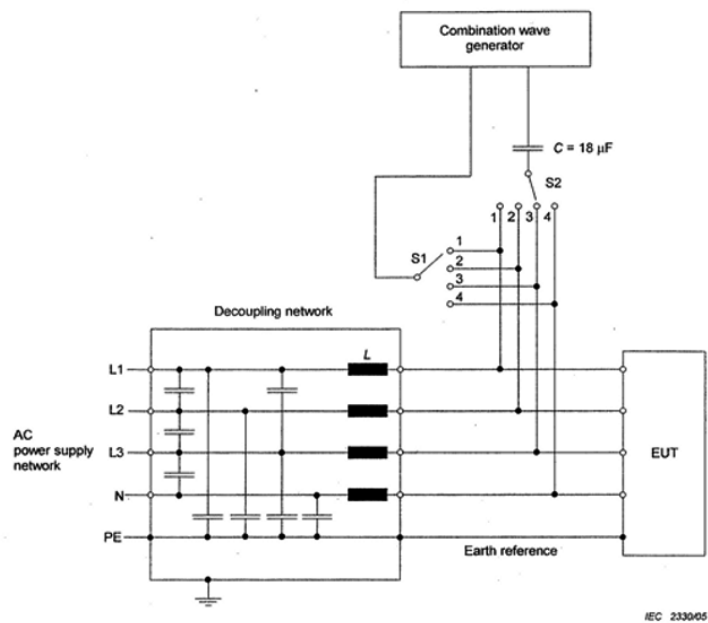 Combination wave
generator
C = 18 µF
S2
1 2 3 4
S1
1
2
3
4
Decoupling network
L
L1
L2
L3
N
PE
AC
power supply
network
EUT
Earth reference
IEC 2330/05